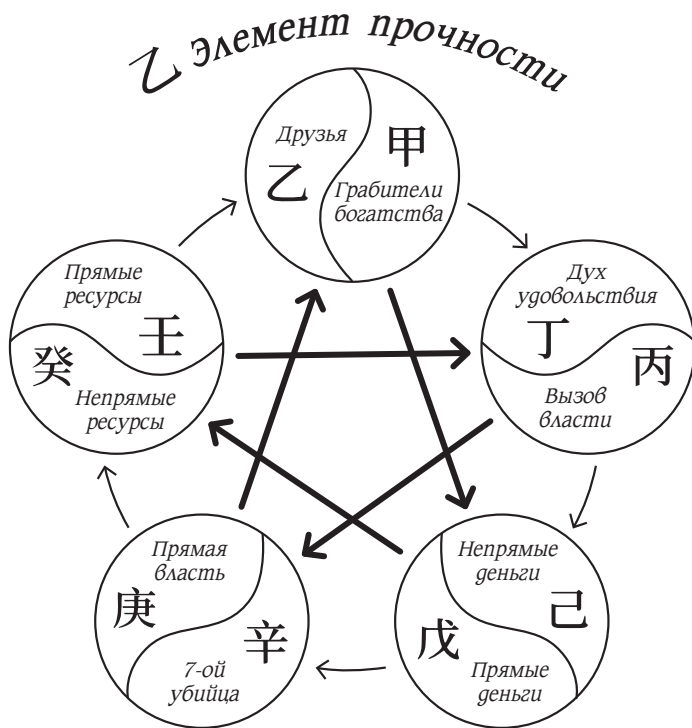 乙 элемент прочности
Друзья
乙
甲
Грабители
богатства
Дух
удовольствия
丁
丙
Вызов
власти
Непрямые
деньги
己
戊
Прямые
деньги
Прямая
власть
庚
辛
7-ой
убийца
Прямые
ресурсы
壬
癸
Непрямые
ресурсы